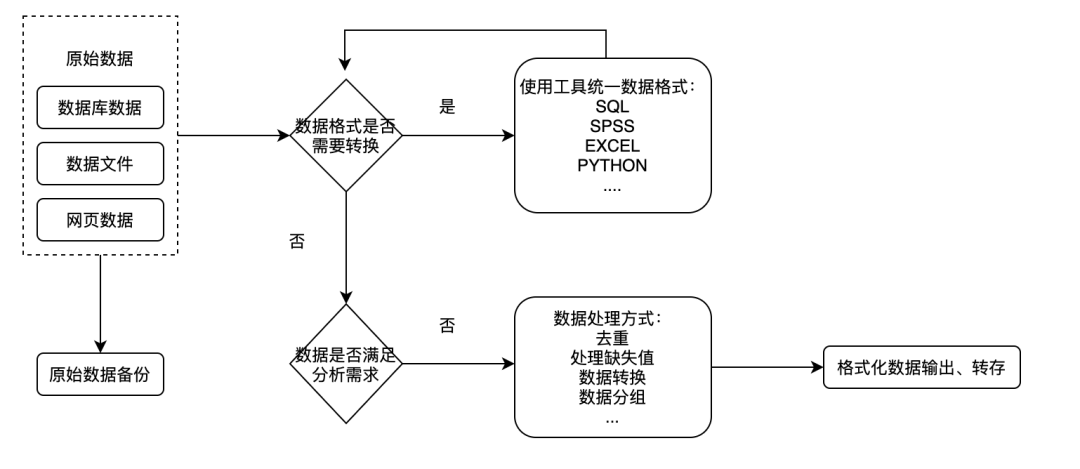 原始数据
数据库数据
数据文件
网页数据
原始数据备份
数据格式是否
需要转换
是
使用工具统一数据格式：
SQL
SPSS
EXCEL
PYTHON
....
否
数据是否满足
分析需求
否
数据处理方式：
去重
处理缺失值
数据转换
数据分组
...
格式化数据输出、转存